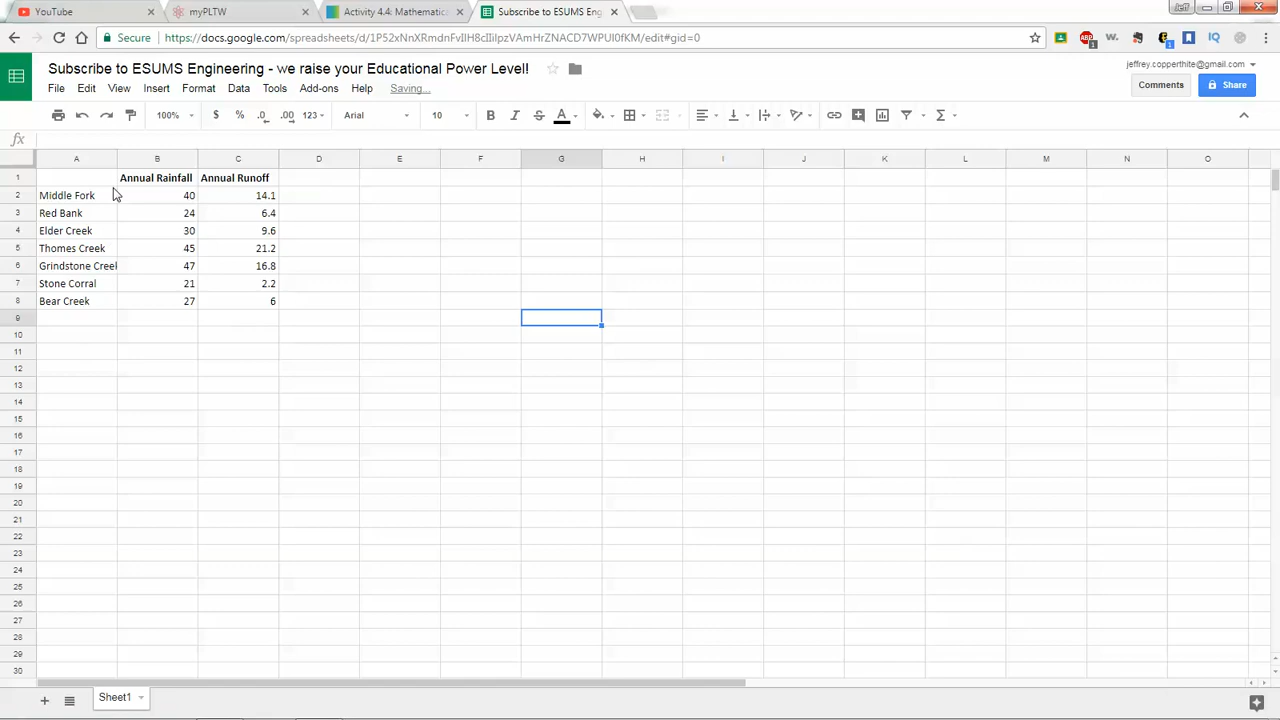 YouTube myPLTW Activity 4.4: Mathematic Subscribe to ESUMS Eng
Secure https://docs.google.com/spreadsheets/d/1P52xNnXRmdnFvIlH8cIIiIpzVAmHrZNACD7WPUI0fKM/edit#gid=0
Subscribe to ESUMS Engineering - we raise your Educational Power Level!
jeffrey.copperthite@gmail.com
File Edit View Insert Format Data Tools Add-ons Help Saving...
Comments Share
100% $ % .0 .00 123 Arial 10 B I S A Σ
fx
A B C D E F G H I J K L M N O
1 Annual Rainfall Annual Runoff
2 Middle Fork 40 14.1
3 Red Bank 24 6.4
4 Elder Creek 30 9.6
5 Thomes Creek 45 21.2
6 Grindstone Creek 47 16.8
7 Stone Corral 21 2.2
8 Bear Creek 27 6
9
10
11
12
13
14
15
16
17
18
19
20
21
22
23
24
25
26
27
28
29
30
Sheet1